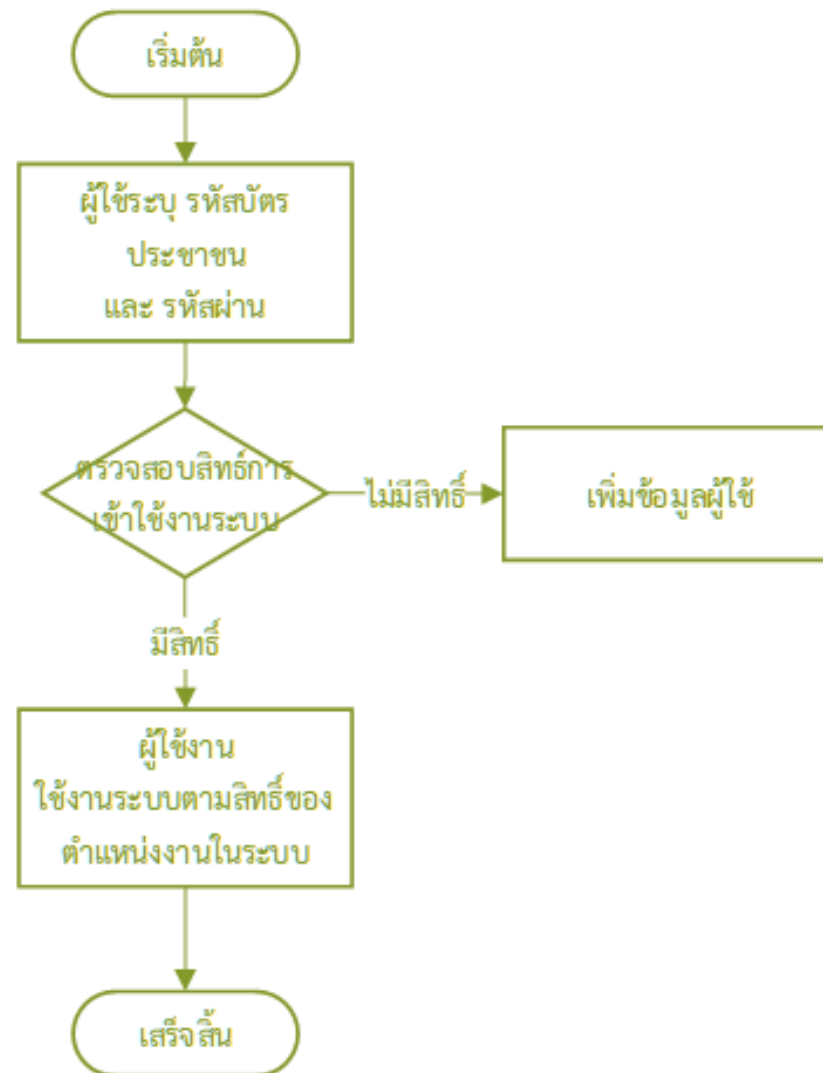 เริ่มต้น
ผู้ใช้ระบุ รหัสบัตร
ประชาชน
และ รหัสผ่าน
ตรวจสอบสิทธ์การ
เข้าใช้งานระบบ
ไม่มีสิทธิ์
เพิ่มข้อมูลผู้ใช้
มีสิทธิ์
ผู้ใช้งาน
ใช้งานระบบตามสิทธิ์ของ
ตำแหน่งงานในระบบ
เสร็จสิ้น